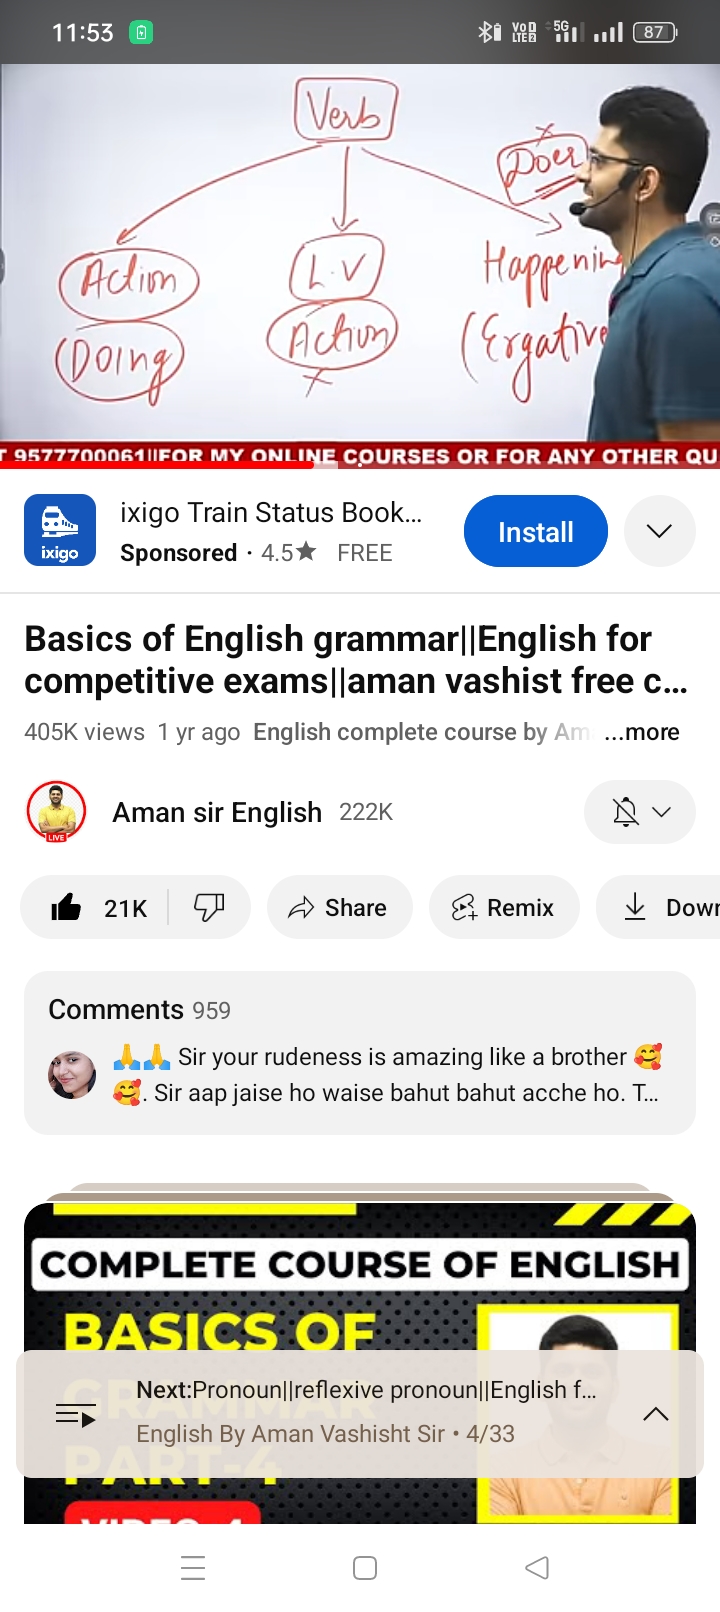 11:53
VoD
LTE2
5G
87
Verb
Doer
Action
L.V
Happenin
(Doing)
Action
(Ergative
T 9577700061||FOR MY ONLINE COURSES OR FOR ANY OTHER QU
ixigo
ixigo Train Status Book...
Sponsored · 4.5★ FREE
Install
Basics of English grammar||English for
competitive exams||aman vashist free c...
405K views 1 yr ago English complete course by Am ...more
LIVE
Aman sir English 222K
21K
Share
Remix
Down
Comments 959
🙏🙏 Sir your rudeness is amazing like a brother 🥰
🥰. Sir aap jaise ho waise bahut bahut acche ho. T...
COMPLETE COURSE OF ENGLISH
BASICS OF
GRAMMAR
PART-4
VIDEO-4
Next:Pronoun||reflexive pronoun||English f...
English By Aman Vashisht Sir • 4/33